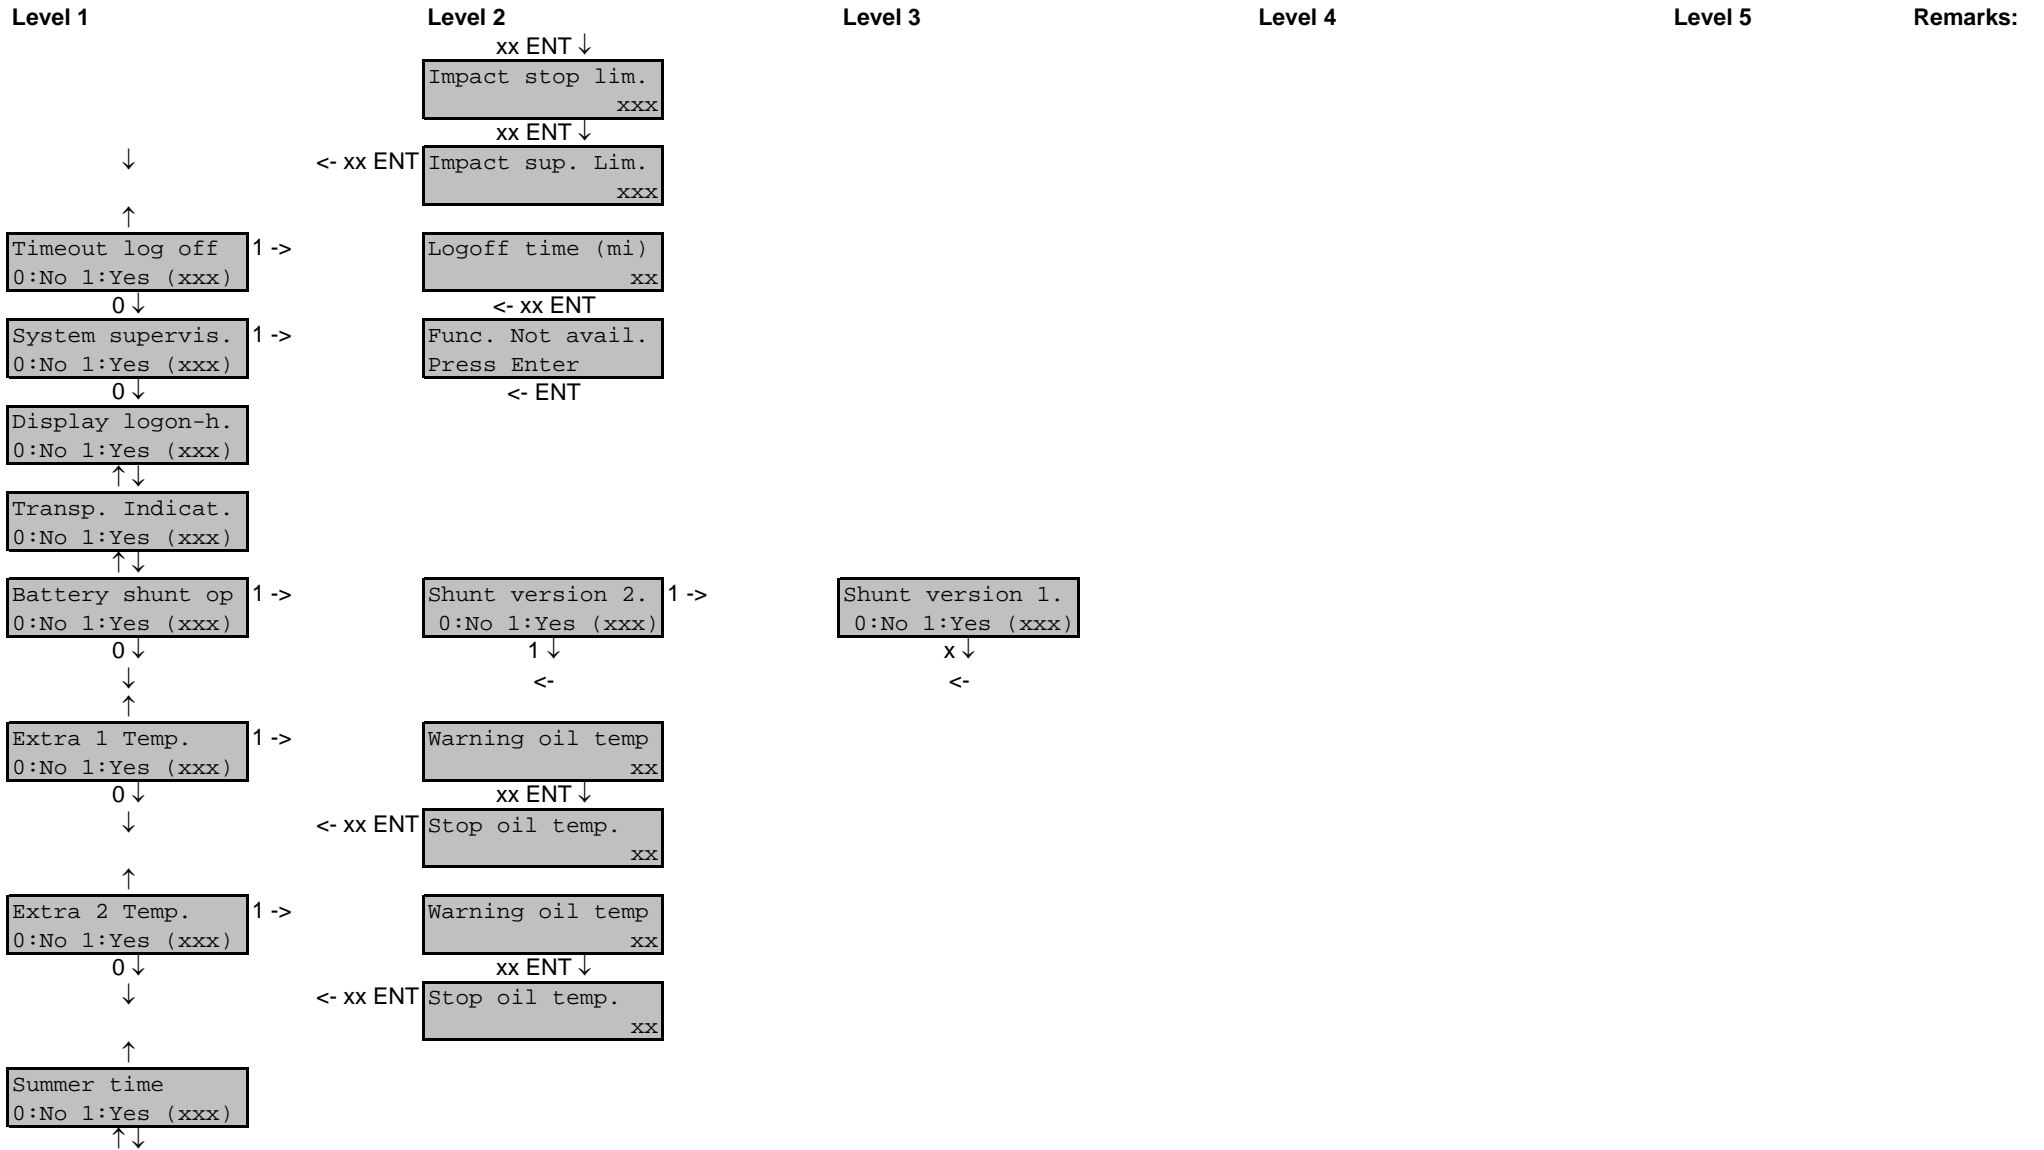 Level 1 Level 2 Level 3 Level 4 Level 5 Remarks:
xx ENT ↓
Impact stop lim.
xxx
xx ENT ↓
↓ <- xx ENT Impact sup. Lim.
xxx
↑
Timeout log off 1 -> Logoff time (mi)
0:No 1:Yes (xxx) xx
0 ↓ <- xx ENT
System supervis. 1 -> Func. Not avail.
0:No 1:Yes (xxx) Press Enter
0 ↓ <- ENT
Display logon-h.
0:No 1:Yes (xxx)
↑ ↓
Transp. Indicat.
0:No 1:Yes (xxx)
↑ ↓
Battery shunt op 1 -> Shunt version 2. 1 -> Shunt version 1.
0:No 1:Yes (xxx) 0:No 1:Yes (xxx) 0:No 1:Yes (xxx)
0 ↓ 1 ↓ x ↓
↓ <- <-
↑
Extra 1 Temp. 1 -> Warning oil temp
0:No 1:Yes (xxx) xx
0 ↓ xx ENT ↓
↓ <- xx ENT Stop oil temp.
xx
↑
Extra 2 Temp. 1 -> Warning oil temp
0:No 1:Yes (xxx) xx
0 ↓ xx ENT ↓
↓ <- xx ENT Stop oil temp.
xx
↑
Summer time
0:No 1:Yes (xxx)
↑ ↓